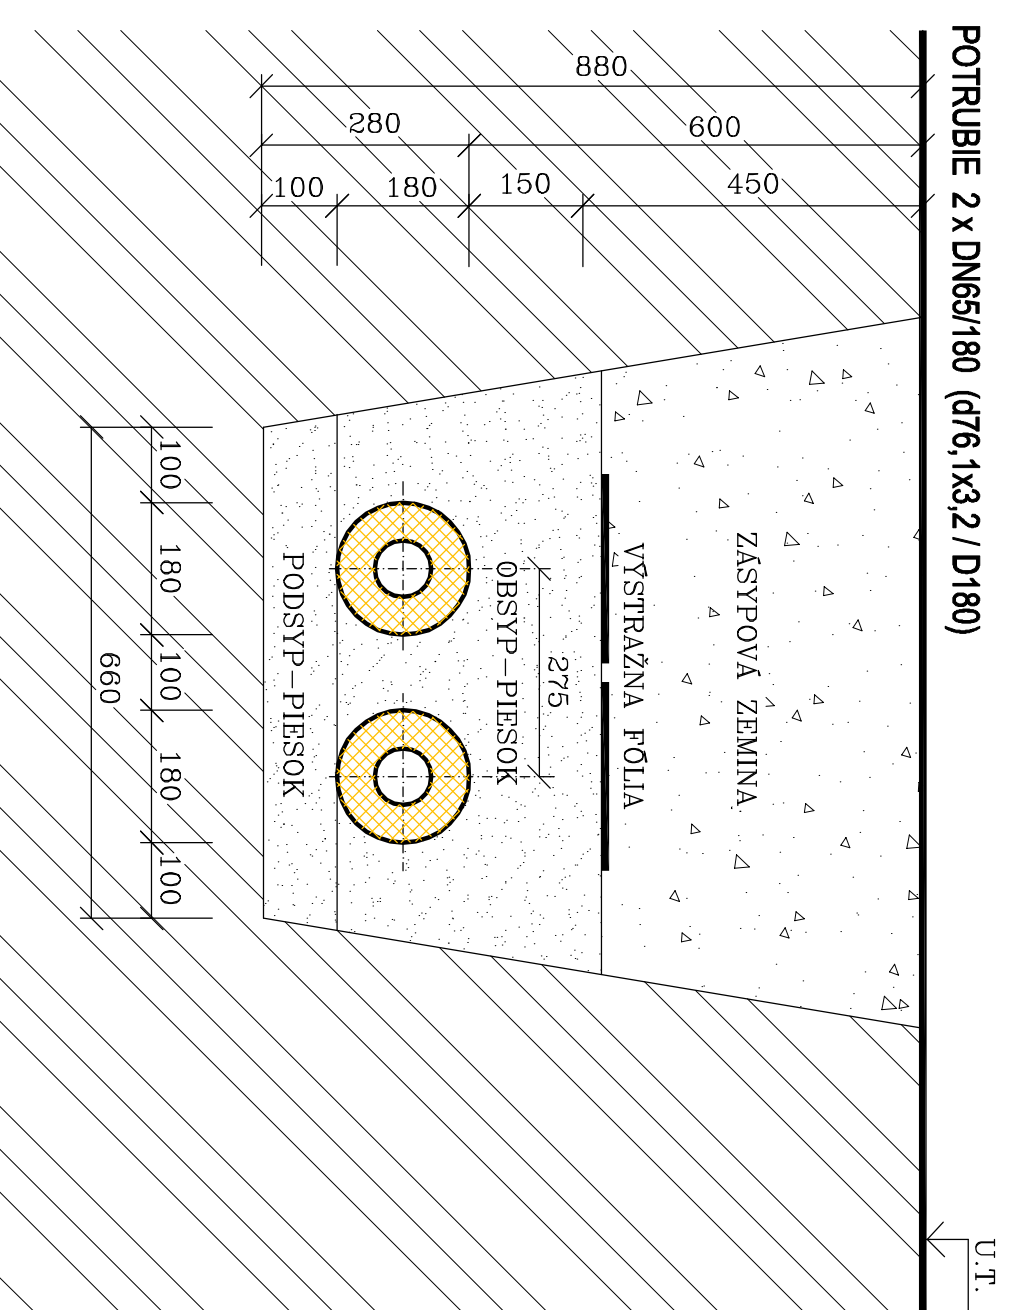 POTRUBIE 2 x DN65/180 (d76,1x3,2 / D180)
U.T.
880
600
280
450
150
180
100
ZÁSYPOVÁ ZEMINA
VÝSTRAŽNA FÓLIA
275
OBSYP-PIESOK
PODSYP-PIESOK
100
180
100
180
100
660